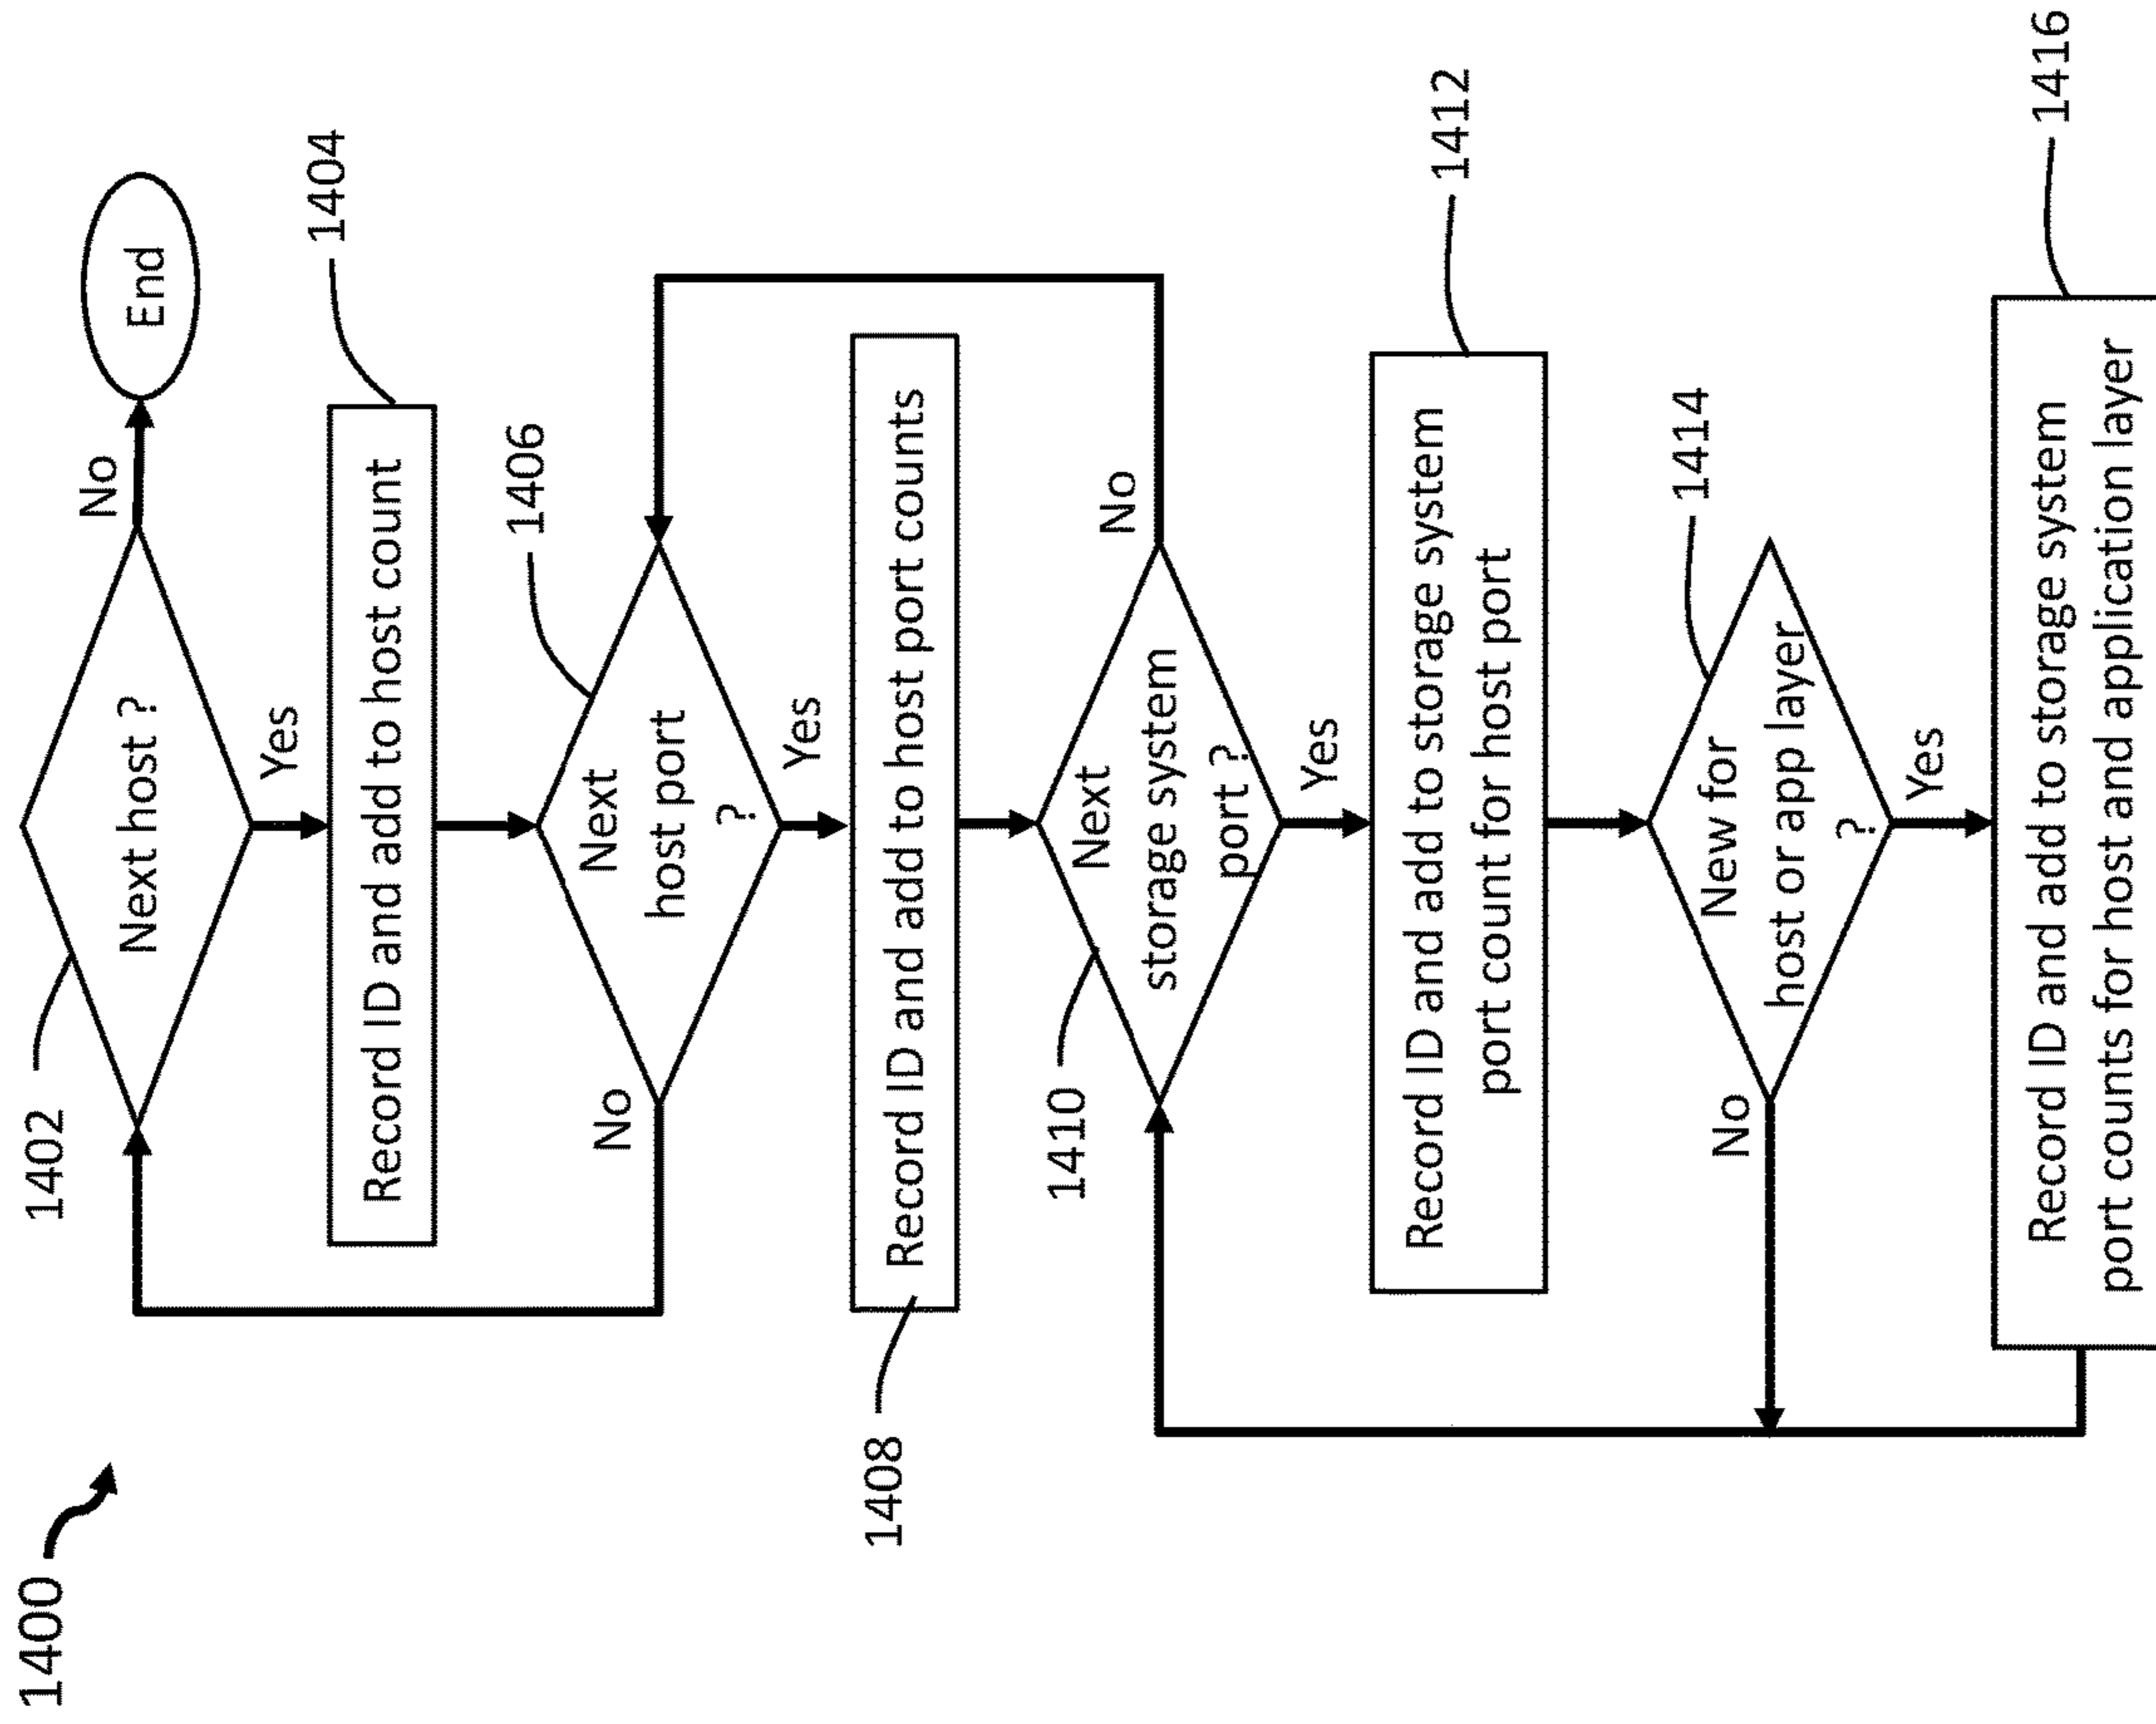 1400
1402
Next host ?
No
End
Yes
Record ID and add to host count
1404
Next
host port
?
1406
No
Yes
Record ID and add to host port counts
1408
1410
Next
storage system
port ?
No
Yes
Record ID and add to storage system
port count for host port
1412
New for
host or app layer
?
1414
No
Yes
Record ID and add to storage system
port counts for host and application layer
1416